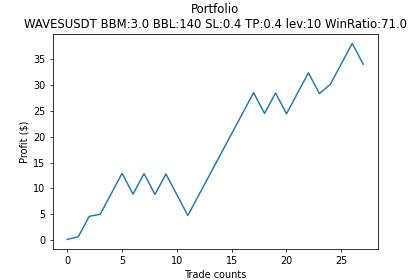 Portfolio
WAVESUSDT BBM:3.0 BBL:140 SL:0.4 TP:0.4 lev:10 WinRatio:71.0
Profit ($)
35
30
25
20
15
10
5
0
0 5 10 15 20 25
Trade counts